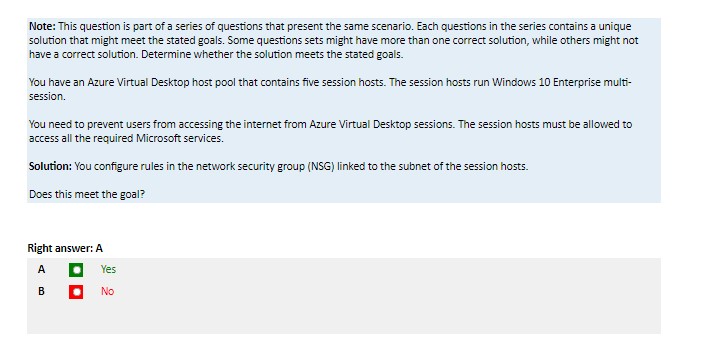 Note: This question is part of a series of questions that present the same scenario. Each questions in the series contains a unique
solution that might meet the stated goals. Some questions sets might have more than one correct solution, while others might not
have a correct solution. Determine whether the solution meets the stated goals.
You have an Azure Virtual Desktop host pool that contains five session hosts. The session hosts run Windows 10 Enterprise multi-
session.
You need to prevent users from accessing the internet from Azure Virtual Desktop sessions. The session hosts must be allowed to
access all the required Microsoft services.
Solution: You configure rules in the network security group (NSG) linked to the subnet of the session hosts.
Does this meet the goal?
Right answer: A
A Yes
B No